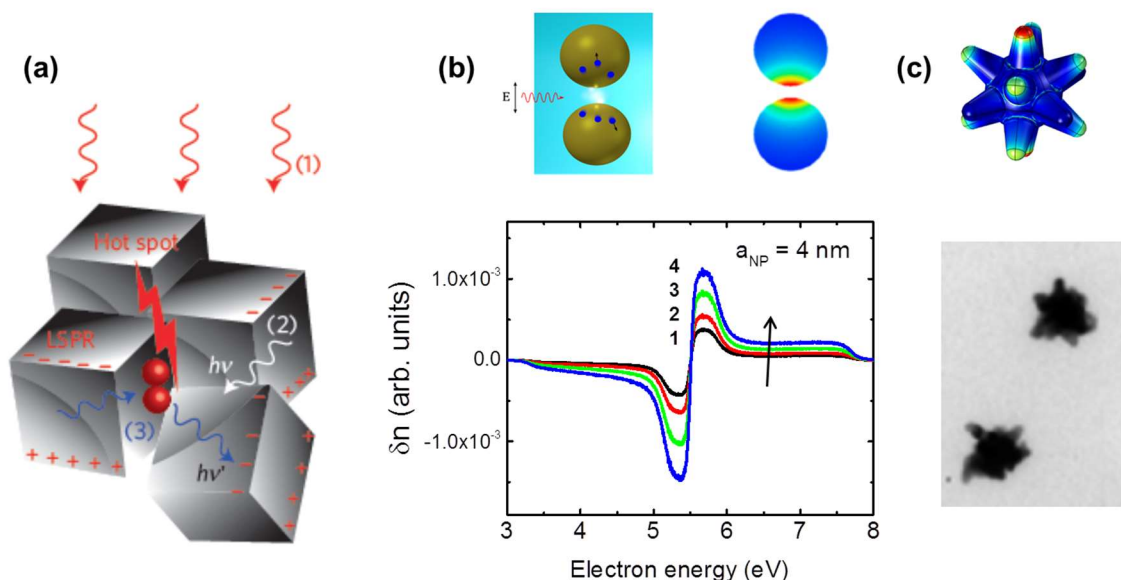 (a)
(1)
Hot spot
LSPR
(2)
hν
(3)
hν'
- - - - -
+ + + + +
(b)
E
δn (arb. units)
1.0x10⁻³
0.0
-1.0x10⁻³
a_NP = 4 nm
4
3
2
1
3 4 5 6 7 8
Electron energy (eV)
(c)